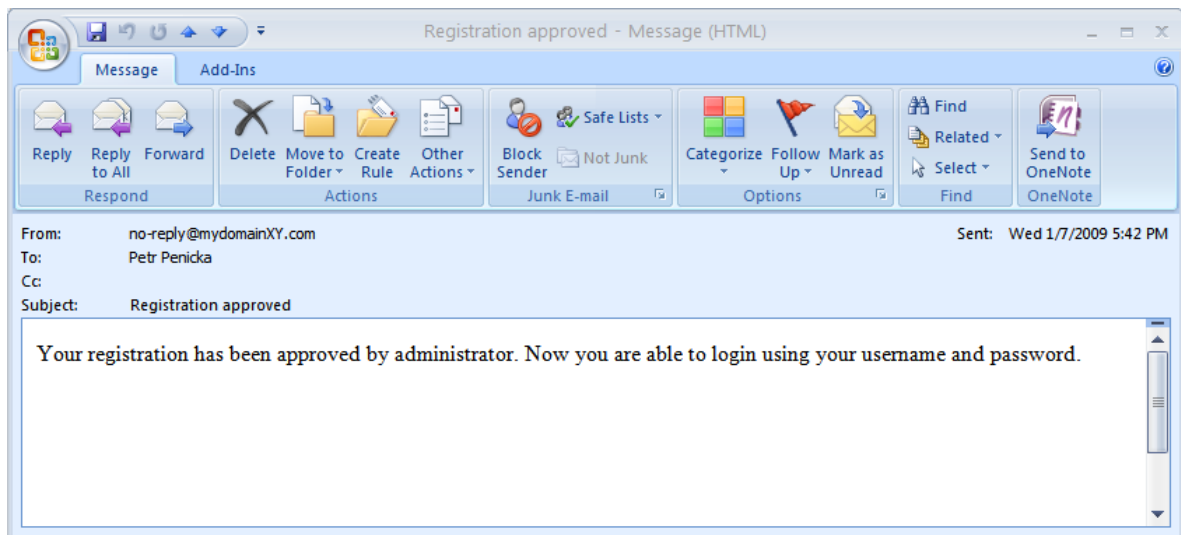 Registration approved - Message (HTML)
Message Add-Ins
Reply Reply to All Forward
Respond
Delete Move to Folder Create Rule Other Actions
Actions
Block Sender Safe Lists Not Junk
Junk E-mail
Categorize Follow Up Mark as Unread
Options
Find Related Select
Find
Send to OneNote
OneNote
From: no-reply@mydomainXY.com Sent: Wed 1/7/2009 5:42 PM
To: Petr Penicka
Cc:
Subject: Registration approved
Your registration has been approved by administrator. Now you are able to login using your username and password.